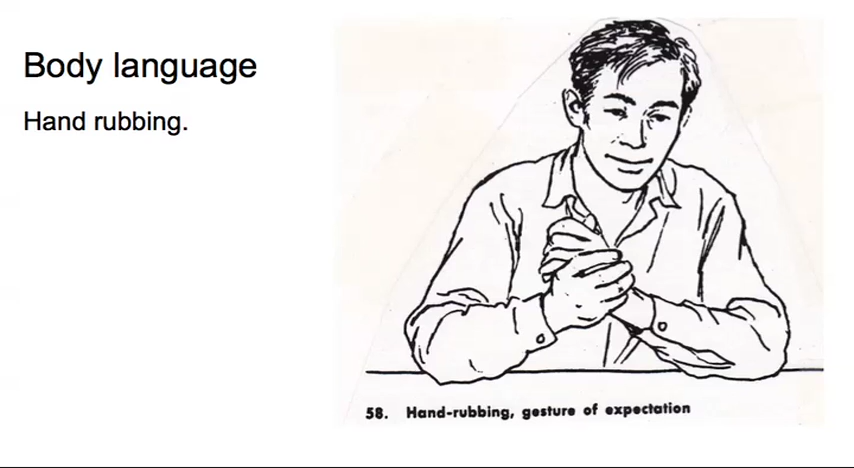 Body language
Hand rubbing.
58. Hand-rubbing, gesture of expectation